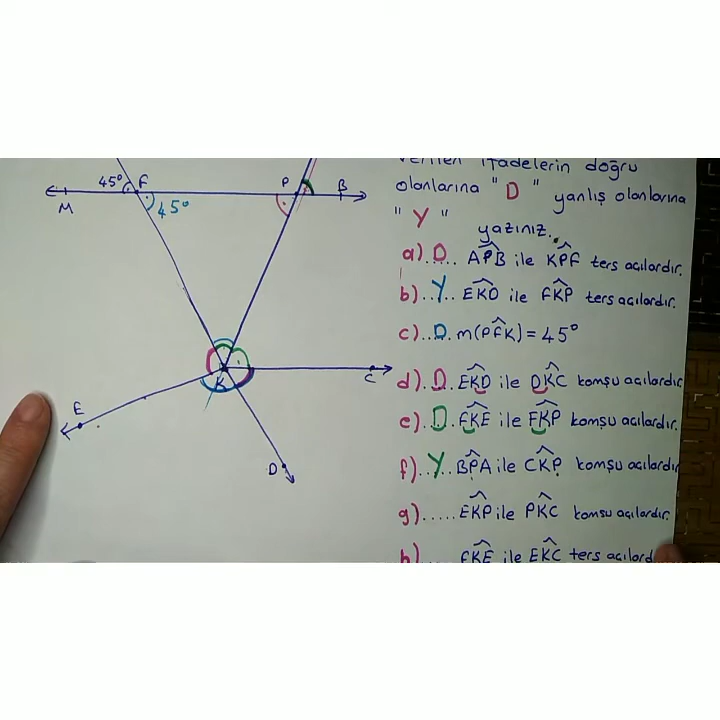 45° F P B
M 45°
K C
E
D
verilen ifadelerin doğru
olanlarına "D" yanlış olanlarına
"Y" yazınız.
a) D APB ile KPF ters açılardır.
b) Y EKD ile FKP ters açılardır.
c) D m(PFK) = 45°
d) D EKD ile DKC komşu açılardır
e) D FKE ile FKP komşu açılardır.
f) Y BPA ile CKP komşu açılardır
g) ..... EKP ile PKC komşu açılardır.
h) FKE ile EKC ters açılard